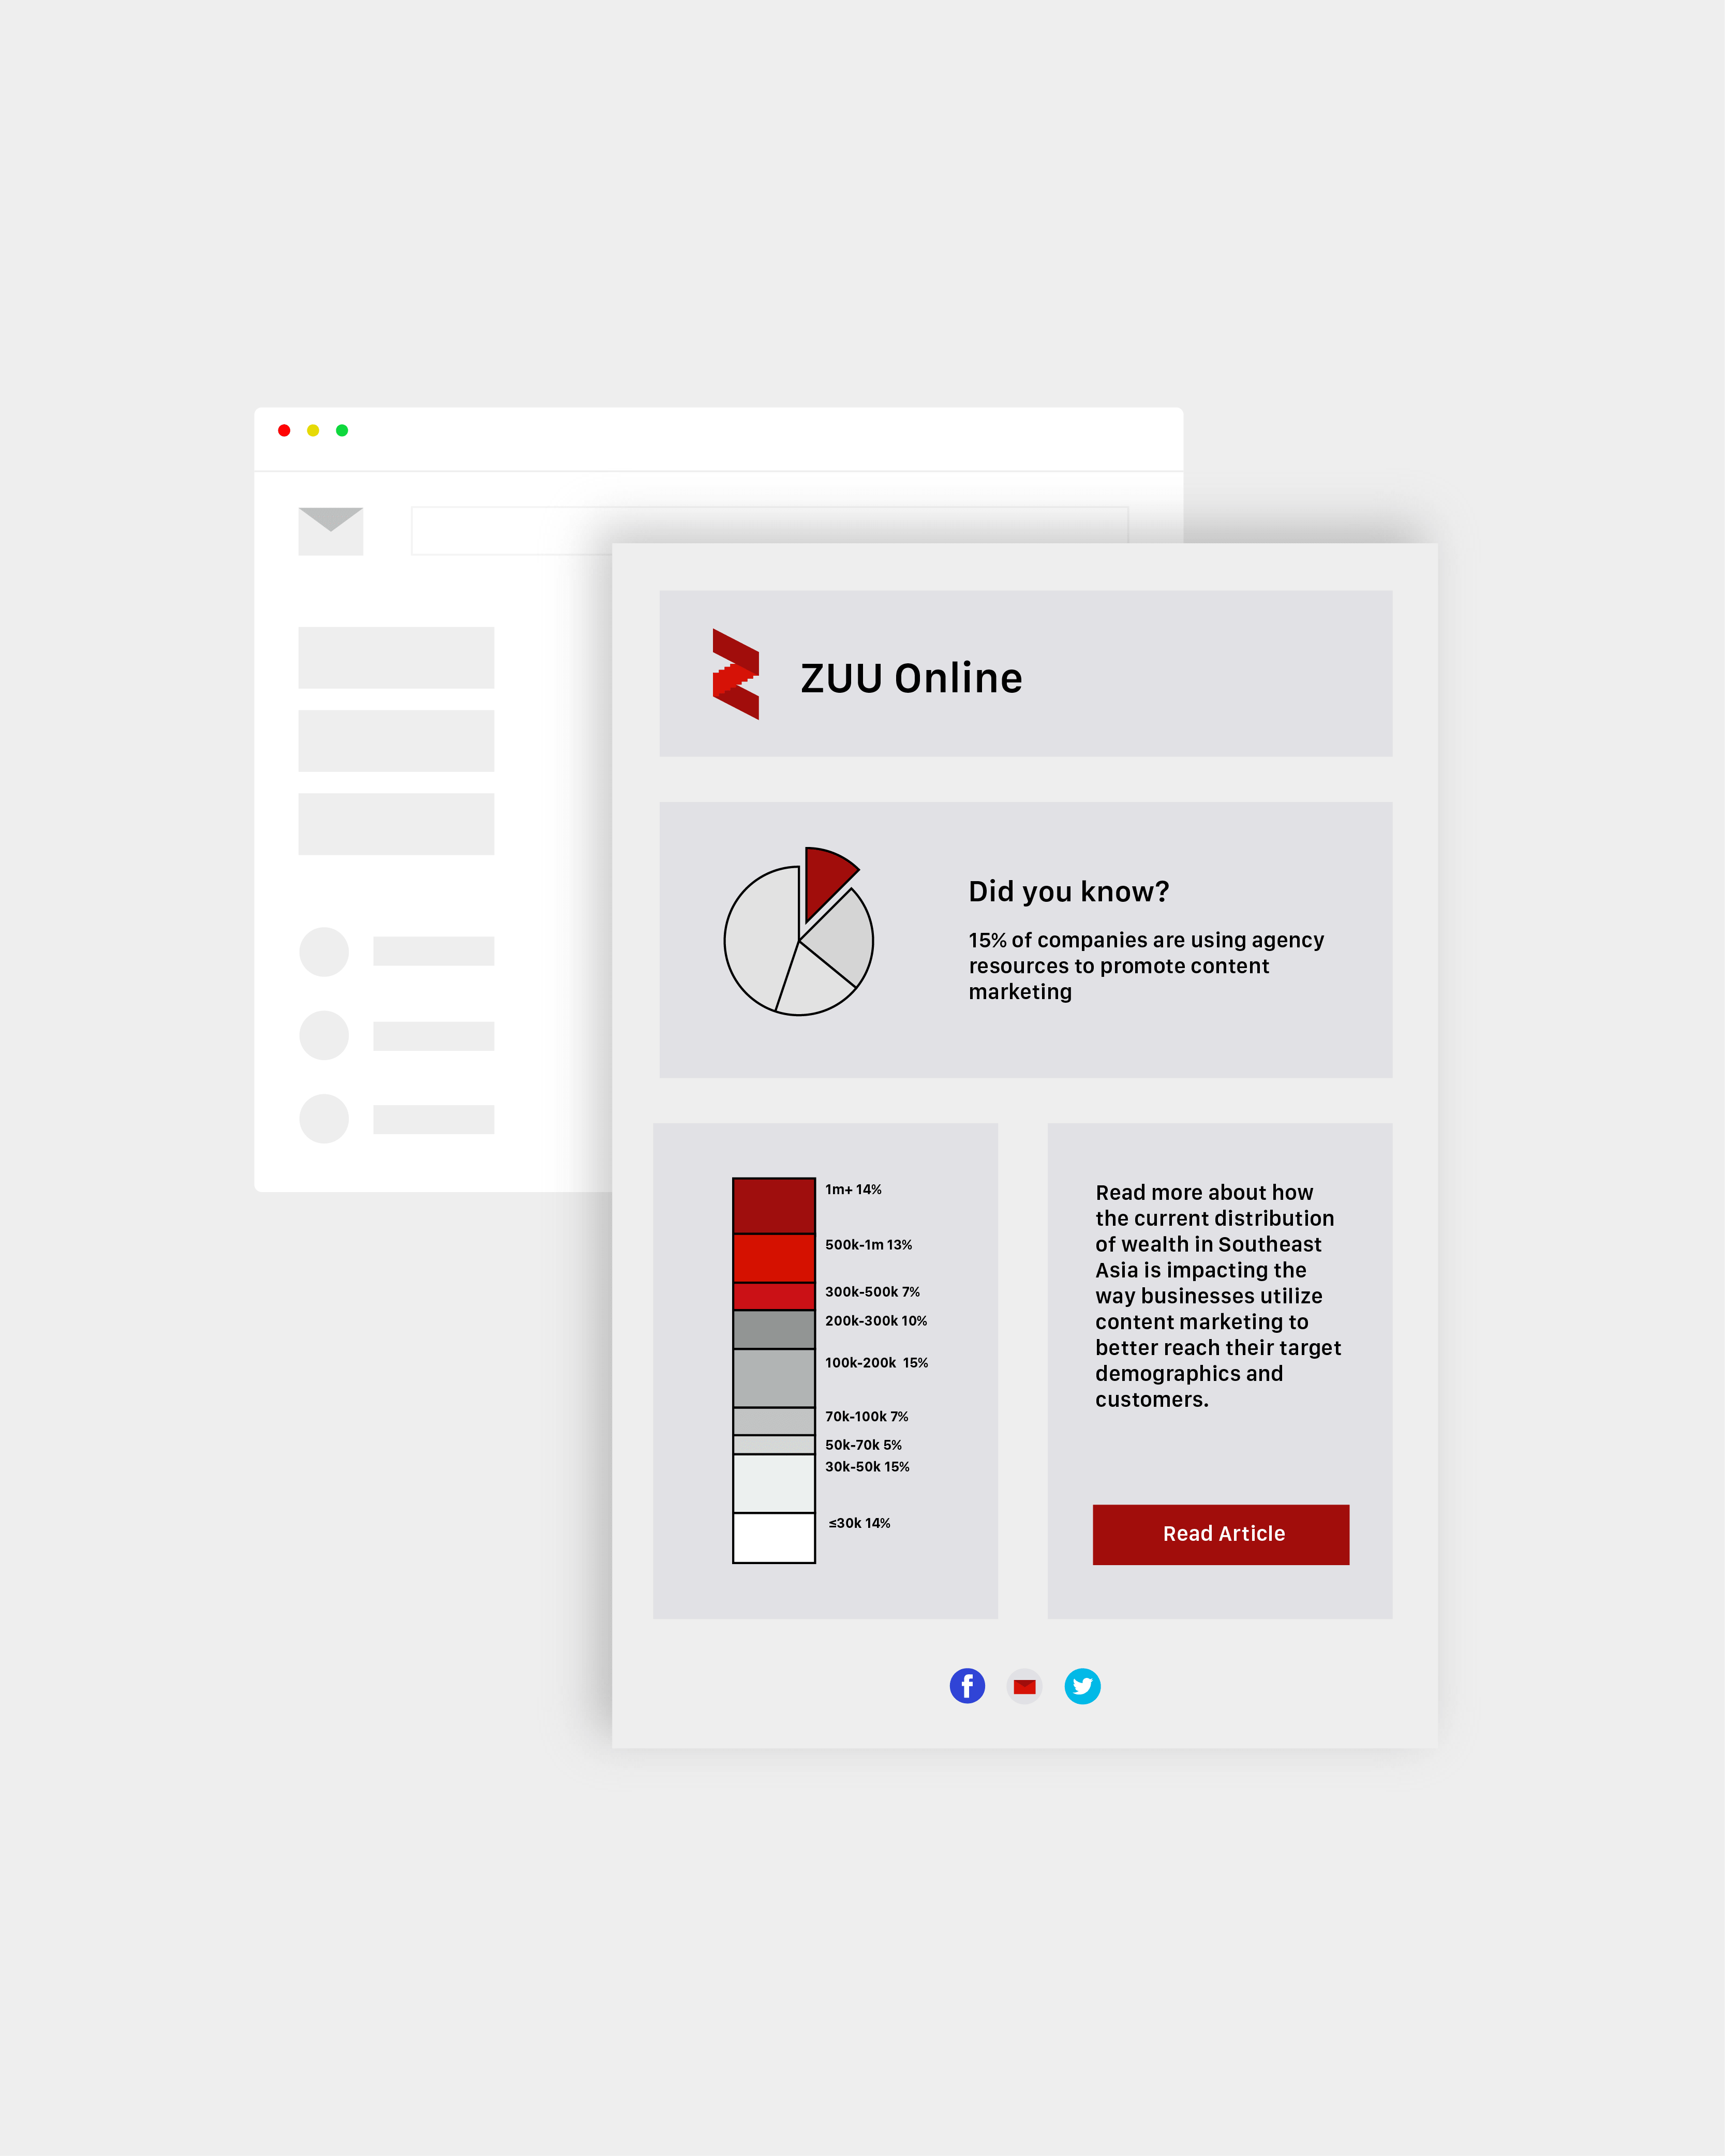 ZUU Online
Did you know?
15% of companies are using agency
resources to promote content
marketing
1m+ 14%
500k-1m 13%
300k-500k 7%
200k-300k 10%
100k-200k  15%
70k-100k 7%
50k-70k 5%
30k-50k 15%
≤30k 14%
Read more about how
the current distribution
of wealth in Southeast
Asia is impacting the
way businesses utilize
content marketing to
better reach their target
demographics and
customers.
Read Article